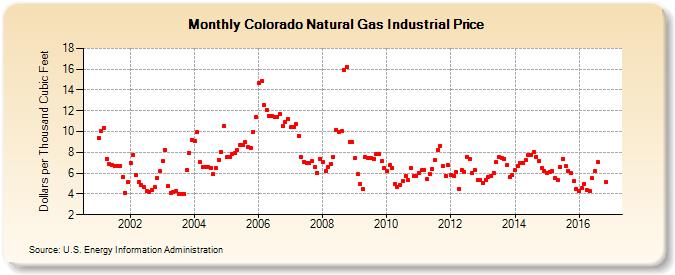 Monthly Colorado Natural Gas Industrial Price
Dollars per Thousand Cubic Feet
18
16
14
12
10
8
6
4
2
2002 2004 2006 2008 2010 2012 2014 2016
Source: U.S. Energy Information Administration